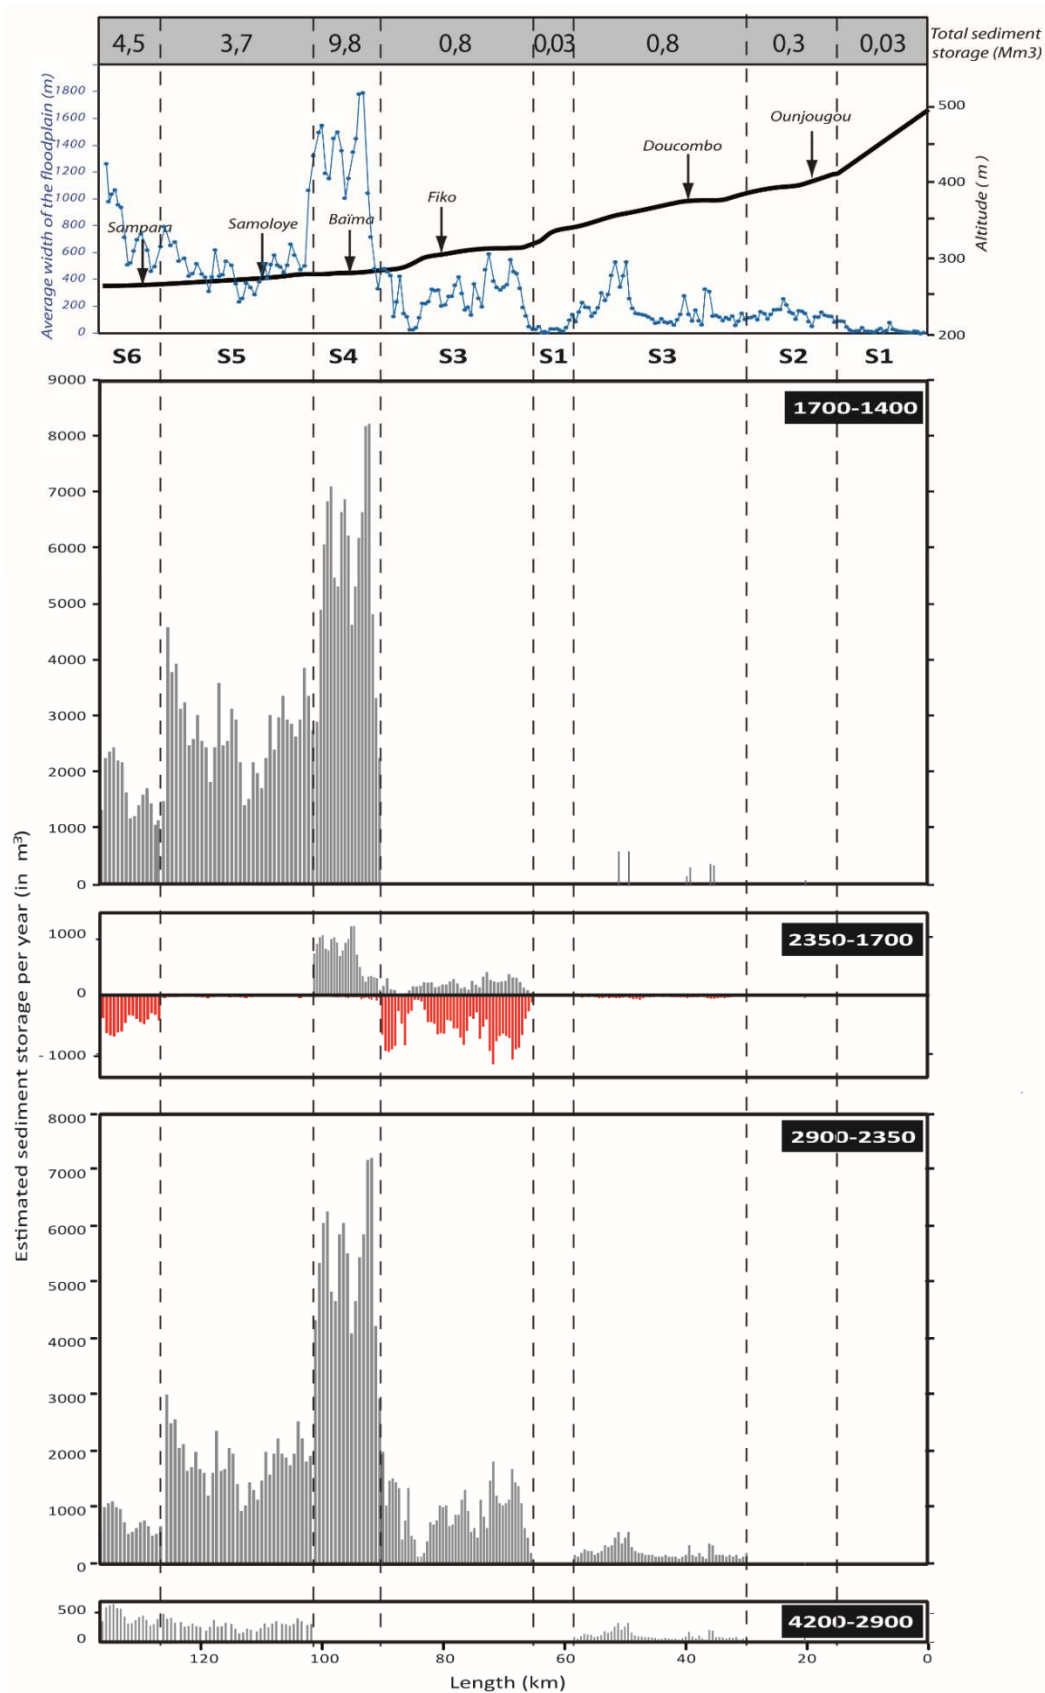 4,5 3,7 9,8 0,8 0,03 0,8 0,3 0,03
Total sediment
storage (Mm3)
Average width of the floodplain (m)
1800
1600
1400
1200
1000
800
600
400
200
0
500
400
300
200
Altitude ( m )
Sampara
Samoloye
Baïma
Fiko
Doucombo
Ounjougou
S6 S5 S4 S3 S1 S3 S2 S1
Estimated sediment storage per year (in m³)
9000
8000
7000
6000
5000
4000
3000
2000
1000
0
1700-1400
1000
0
- 1000
2350-1700
8000
7000
6000
5000
4000
3000
2000
1000
0
2900-2350
500
0
4200-2900
120 100 80 60 40 20 0
Length (km)